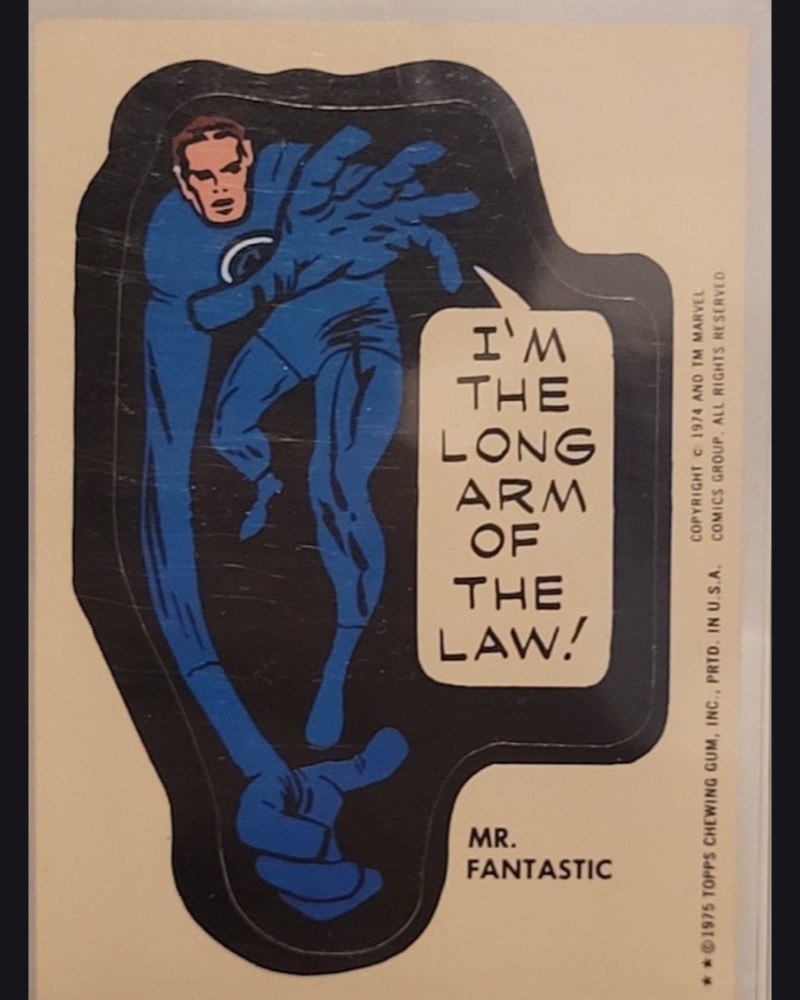 I'M
THE
LONG
ARM
OF
THE
LAW!
MR.
FANTASTIC
★★©1975 TOPPS CHEWING GUM, INC., PRTD. IN U.S.A.
COPYRIGHT © 1974 AND TM MARVEL
COMICS GROUP. ALL RIGHTS RESERVED